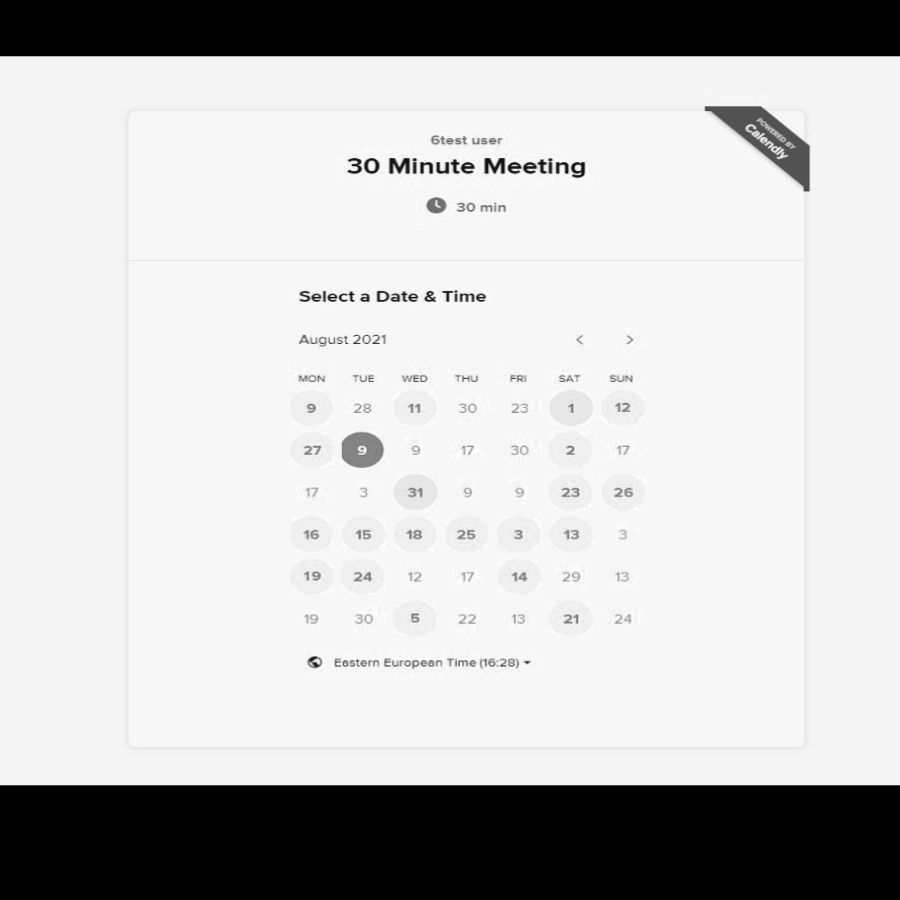 POWERED BY
Calendly
6test user
30 Minute Meeting
30 min
Select a Date & Time
August 2021
MON TUE WED THU FRI SAT SUN
9 28 11 30 23 1 12
27 9 9 17 30 2 17
17 3 31 9 9 23 26
16 15 18 25 3 13 3
19 24 12 17 14 29 13
19 30 5 22 13 21 24
Eastern European Time (16:28)